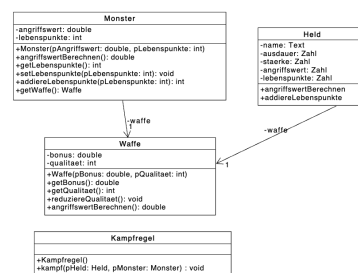 Monster
-angriffswert: double
-lebenspunkte: int
+Monster(pAngriffswert: double, pLebenspunkte: int)
+angriffswertBerechnen(): double
+getLebenspunkte(): int
+setLebenspunkte(pLebenspunkte: int): void
+addiereLebenspunkte(pLebenspunkte: int): int
+getWaffe(): Waffe
Held
-name: Text
-ausdauer: Zahl
-staerke: Zahl
-angriffswert: Zahl
-lebenspunkte: Zahl
+angriffswertBerechnen
+addiereLebenspunkte
-waffe
1
-waffe
1
Waffe
-bonus: double
-qualitaet: int
+Waffe(pBonus: double, pQualitaet: int)
+getBonus(): double
+getQualitaet(): int
+reduziereQualitaet(): void
+angriffswertBerechnen(): double
Kampfregel
+Kampfregel()
+kampf(pHeld: Held, pMonster: Monster) : void